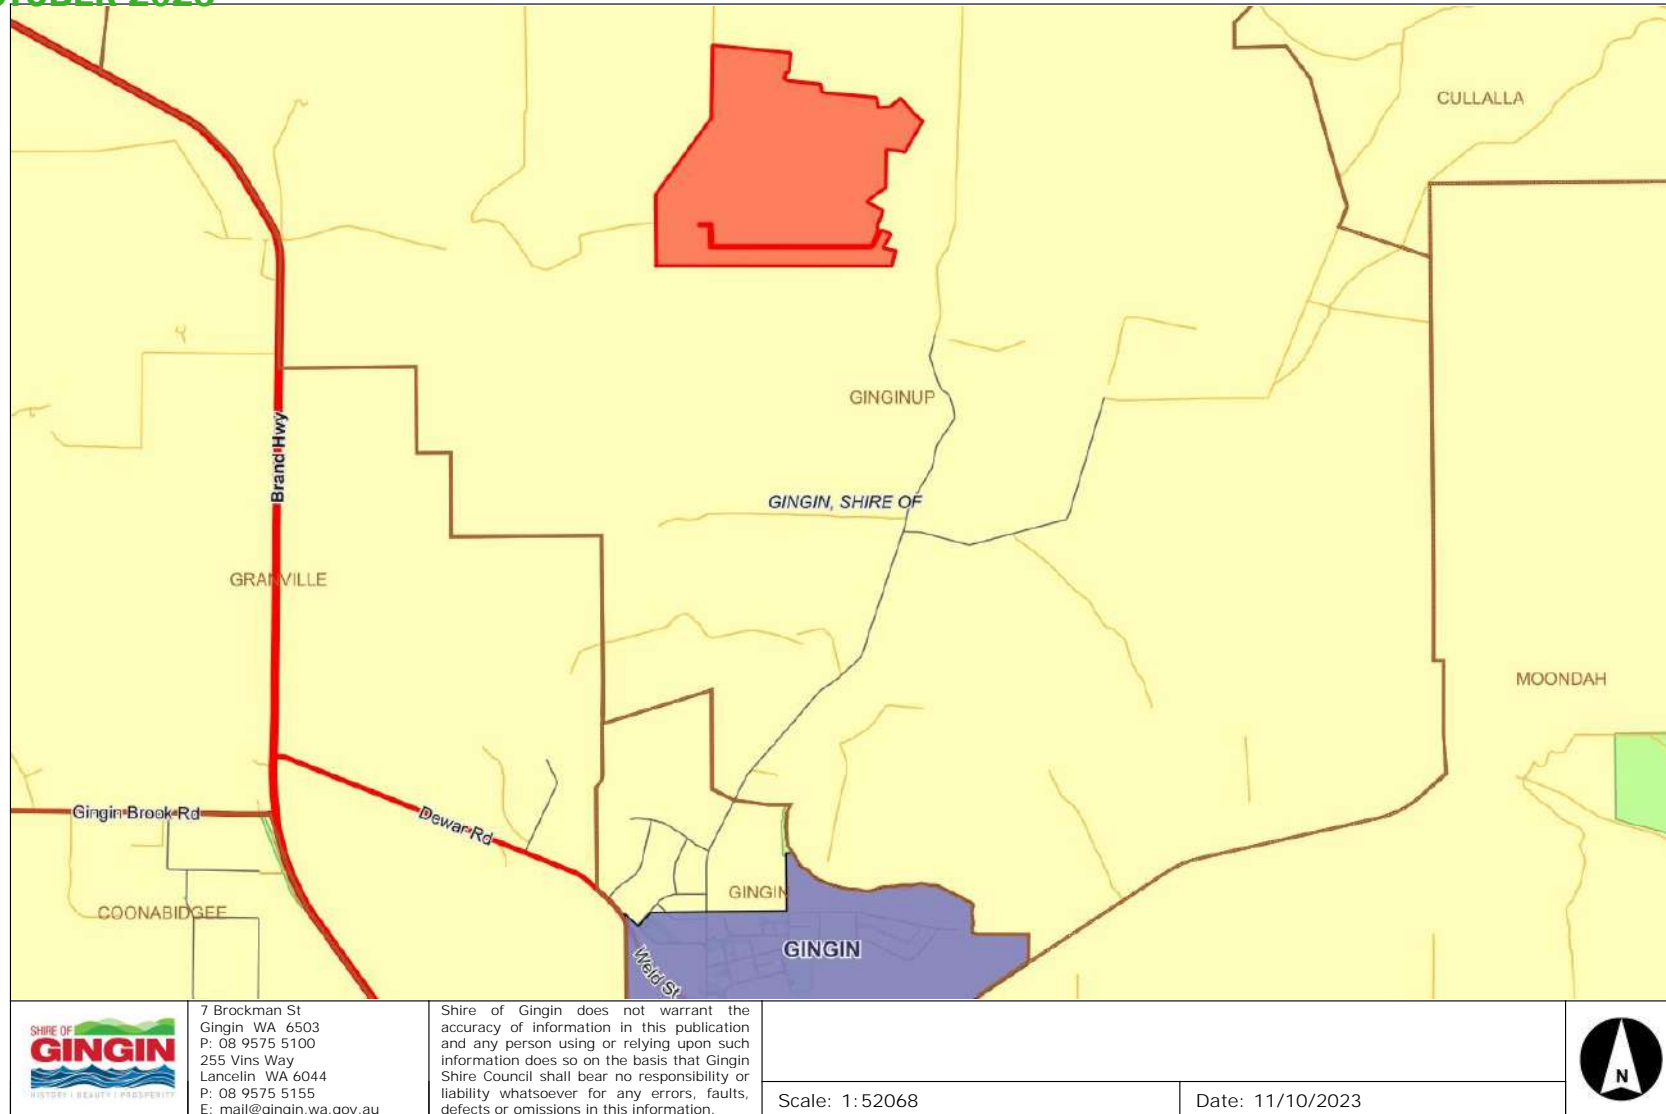 CULLALLA
GINGINUP
Brand Hwy
GINGIN, SHIRE OF
GRANVILLE
MOONDAH
Gingin Brook Rd
Dewar Rd
GINGIN
COONABIDGEE
GINGIN
Weld St
SHIRE OF
GINGIN
HISTORY | BEAUTY | PROSPERITY
7 Brockman St
Gingin WA 6503
P: 08 9575 5100
255 Vins Way
Lancelin WA 6044
P: 08 9575 5155
E: mail@gingin.wa.gov.au
Shire of Gingin does not warrant the
accuracy of information in this publication
and any person using or relying upon such
information does so on the basis that Gingin
Shire Council shall bear no responsibility or
liability whatsoever for any errors, faults,
defects or omissions in this information.
Scale: 1:52068
Date: 11/10/2023
N